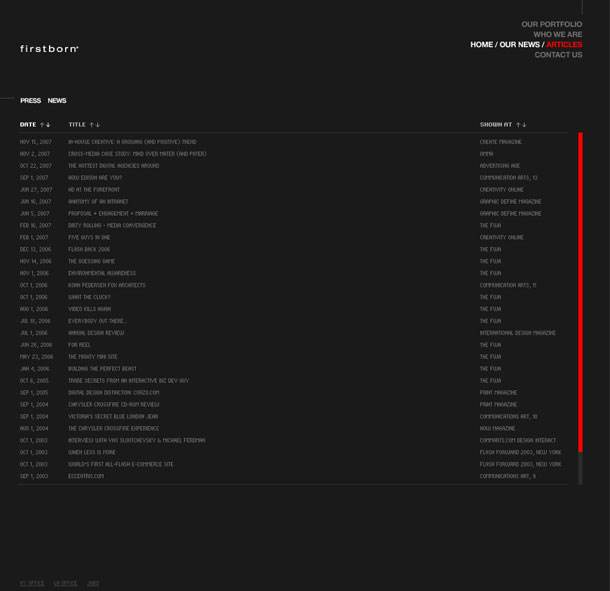 OUR PORTFOLIO
WHO WE ARE
firstborn® HOME / OUR NEWS / ARTICLES
CONTACT US
PRESS NEWS
DATE ↑↓ TITLE ↑↓ SHOWN AT ↑↓
NOV 15, 2007 IN-HOUSE CREATIVE: A GROWING (AND POSITIVE) TREND CREATE MAGAZINE
NOV 2, 2007 CROSS-MEDIA CASE STUDY: MIND OVER MATER (AND PATER) OMMA
OCT 22, 2007 THE HOTTEST DIGITAL AGENCIES AROUND ADVERTISING AGE
SEP 1, 2007 HOW EDISON ARE YOU? COMMUNICATION ARTS, 13
JUN 27, 2007 AD AT THE FOREFRONT CREATIVITY ONLINE
JUN 16, 2007 ANATOMY OF AN INTRANET GRAPHIC DEFINE MAGAZINE
JUN 5, 2007 PROPOSAL + ENGAGEMENT = MARRIAGE GRAPHIC DEFINE MAGAZINE
FEB 16, 2007 DIRTY ROLLING - MEDIA CONVERGENCE THE FWA
FEB 1, 2007 FIVE GUYS IN ONE CREATIVITY ONLINE
DEC 13, 2006 FLASH BACK 2006 THE FWA
NOV 14, 2006 THE GUESSING GAME THE FWA
NOV 1, 2006 ENVIRONMENTAL AWARENESS THE FWA
OCT 1, 2006 KOHN PEDERSEN FOX ARCHITECTS COMMUNICATION ARTS, 11
OCT 1, 2006 WHAT THE CLUCK? THE FWA
AUG 1, 2006 VIDEO KILLS AGAIN THE FWA
JUL 18, 2006 EVERYBODY OUT THERE... THE FWA
JUL 1, 2006 ANNUAL DESIGN REVIEW INTERNATIONAL DESIGN MAGAZINE
JUN 26, 2006 FOR REEL THE FWA
MAY 23, 2006 THE MIGHTY MINI SITE THE FWA
JAN 4, 2006 BUILDING THE PERFECT BEAST THE FWA
OCT 6, 2005 TRADE SECRETS FROM AN INTERACTIVE BIZ DEV GUY THE FWA
SEP 1, 2005 DIGITAL DESIGN DISTINCTION: CORZO.COM PRINT MAGAZINE
SEP 1, 2004 CHRYSLER CROSSFIRE CD-ROM REVIEW PRINT MAGAZINE
SEP 1, 2004 VICTORIA'S SECRET BLUE LONDON JEAN COMMUNICATIONS ART, 10
AUG 1, 2004 THE CHRYSLER CROSSFIRE EXPERIENCE HOW MAGAZINE
OCT 1, 2003 INTERVIEW WITH VAS SLOUTCHEVSKY & MICHAEL FERDMAN COMMARTS.COM DESIGN INTERACT
OCT 1, 2003 WHEN LESS IS MORE FLASH FORWARD 2003, NEW YORK
OCT 1, 2003 WORLD'S FIRST ALL-FLASH E-COMMERCE SITE FLASH FORWARD 2003, NEW YORK
SEP 1, 2003 ECCENTRIS.COM COMMUNICATIONS ART, 9
NY OFFICE LA OFFICE JOBS